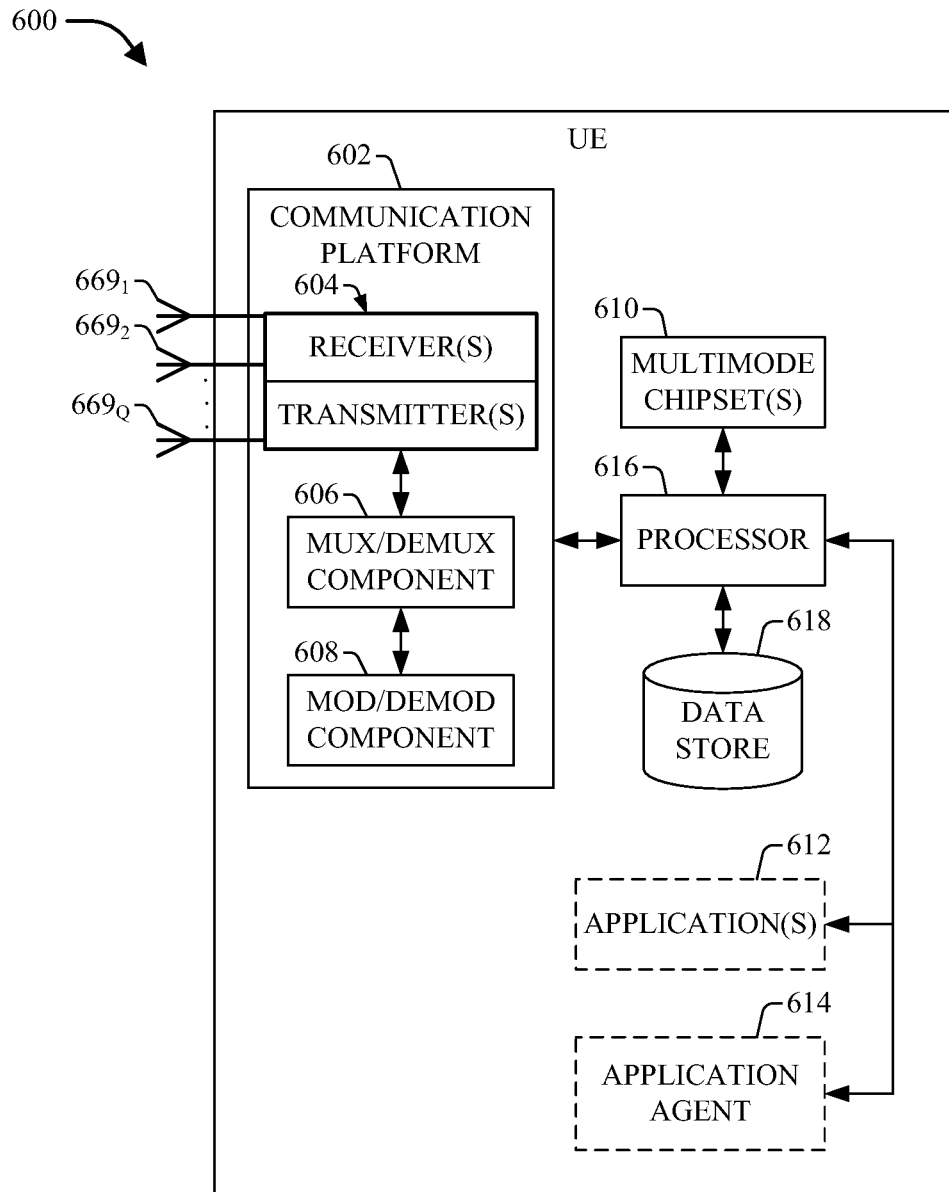 600
UE
602
COMMUNICATION
PLATFORM
604
669₁
RECEIVER(S)
669₂
TRANSMITTER(S)
669Q
610
MULTIMODE
CHIPSET(S)
606
MUX/DEMUX
COMPONENT
616
PROCESSOR
608
MOD/DEMOD
COMPONENT
618
DATA
STORE
612
APPLICATION(S)
614
APPLICATION
AGENT